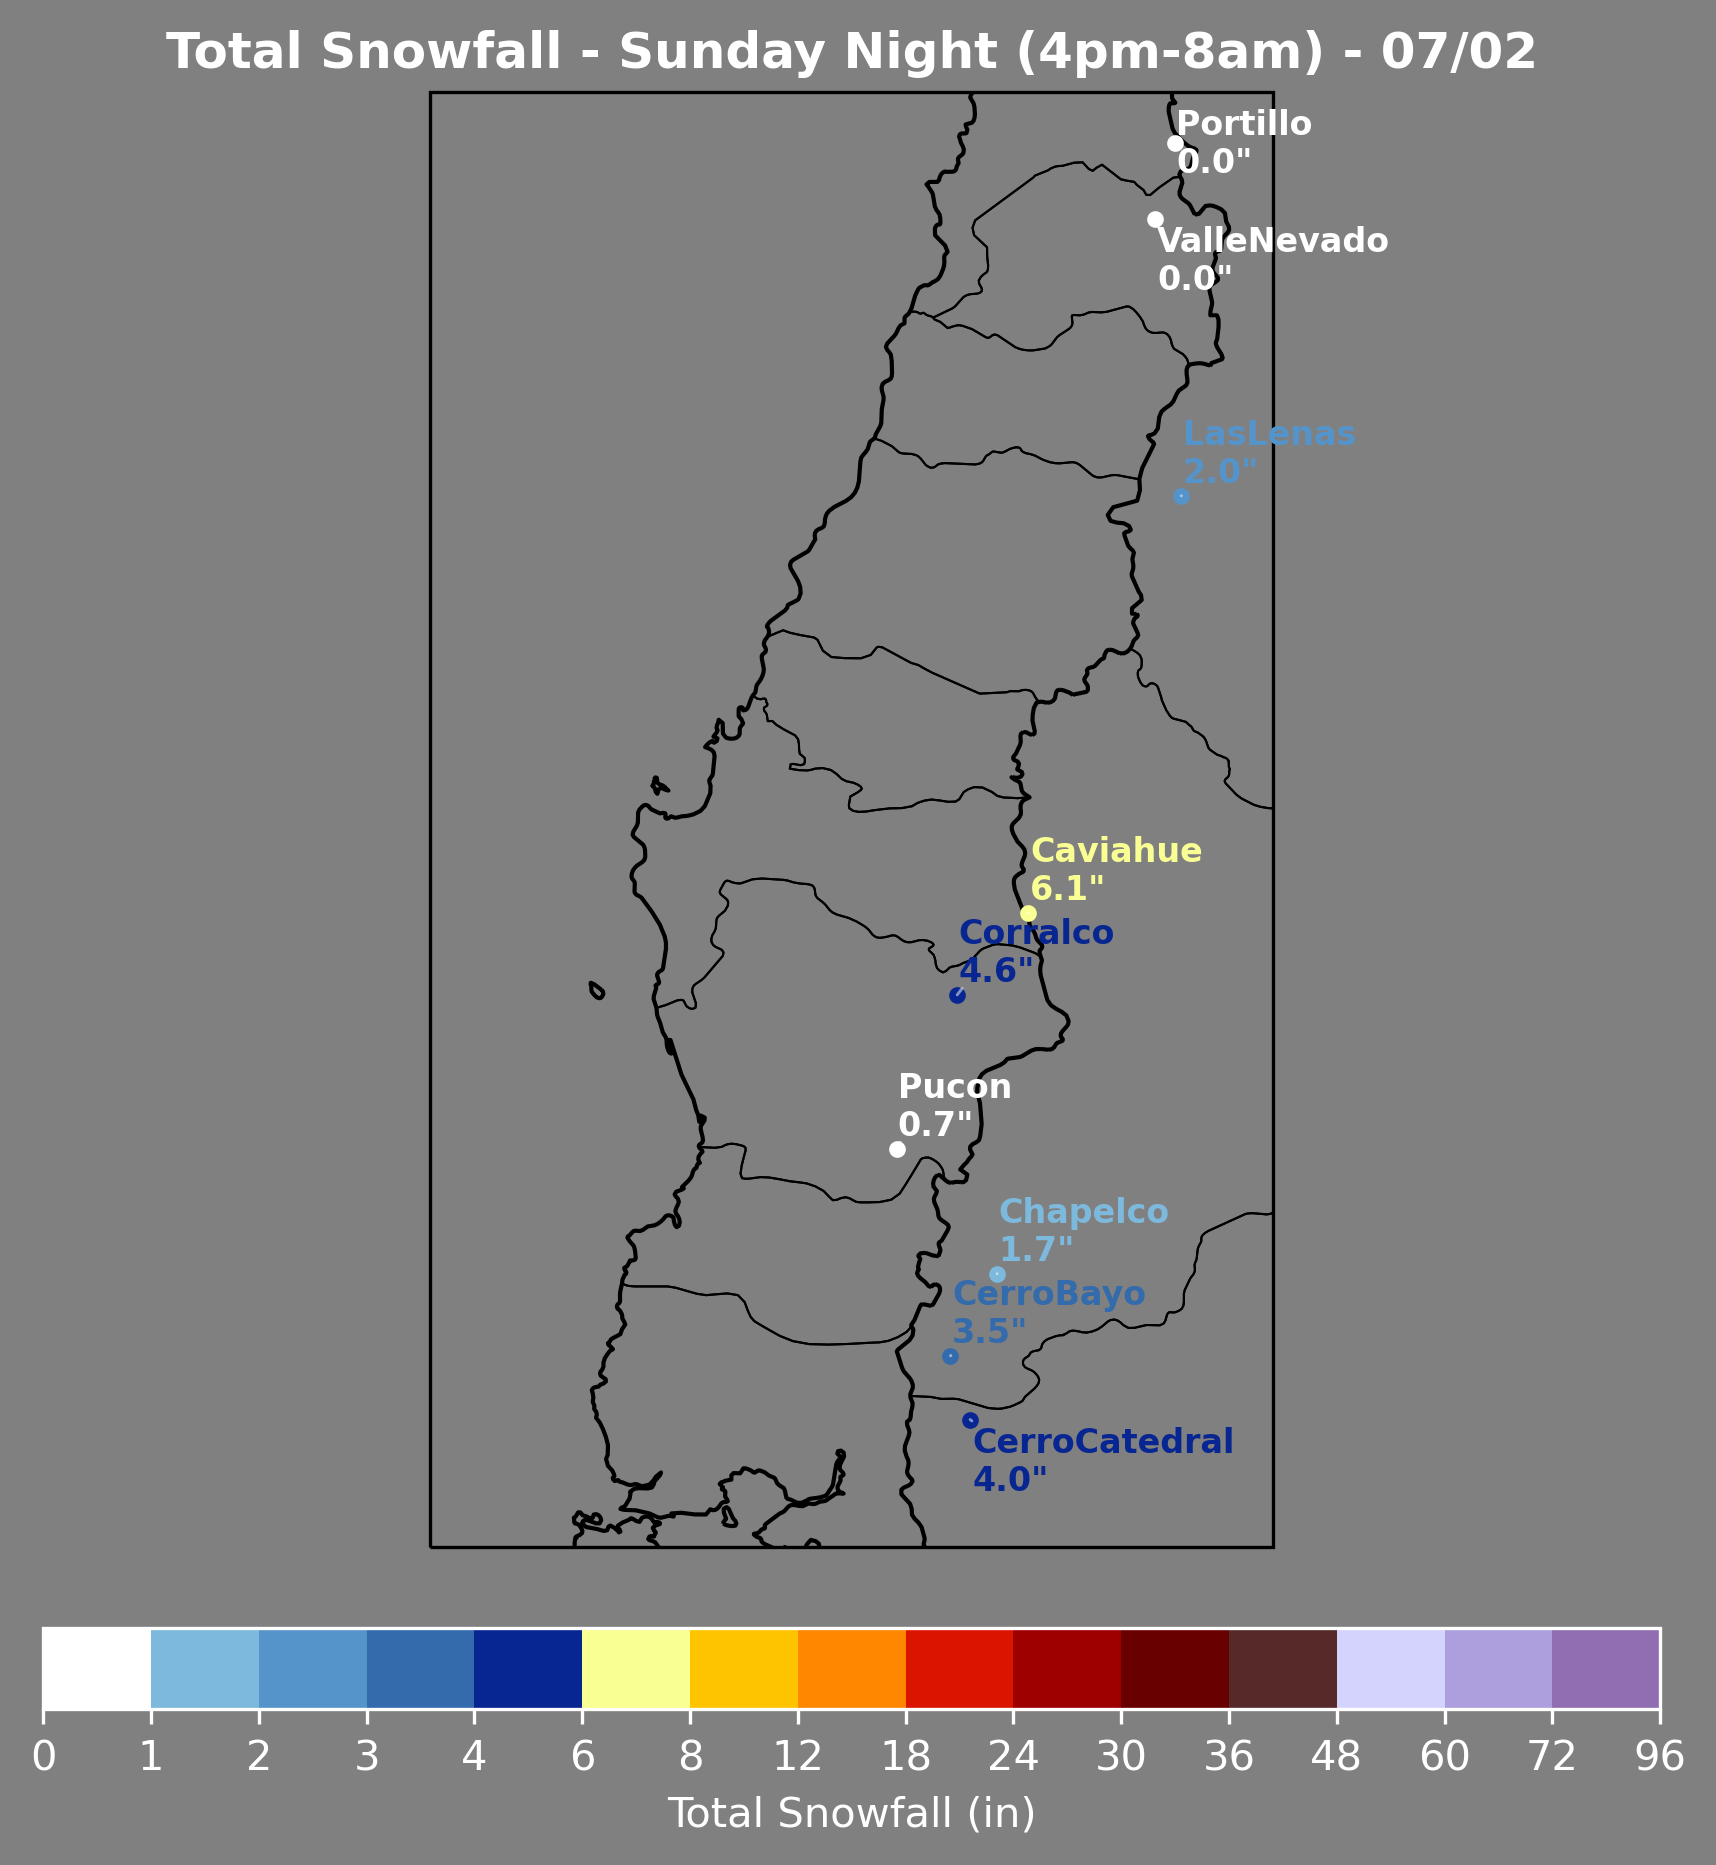 Total Snowfall - Sunday Night (4pm-8am) - 07/02
Portillo
0.0"
ValleNevado
0.0"
LasLenas
2.0"
Caviahue
6.1"
Corralco
4.6"
Pucon
0.7"
Chapelco
1.7"
CerroBayo
3.5"
CerroCatedral
4.0"
0 1 2 3 4 6 8 12 18 24 30 36 48 60 72 96
Total Snowfall (in)